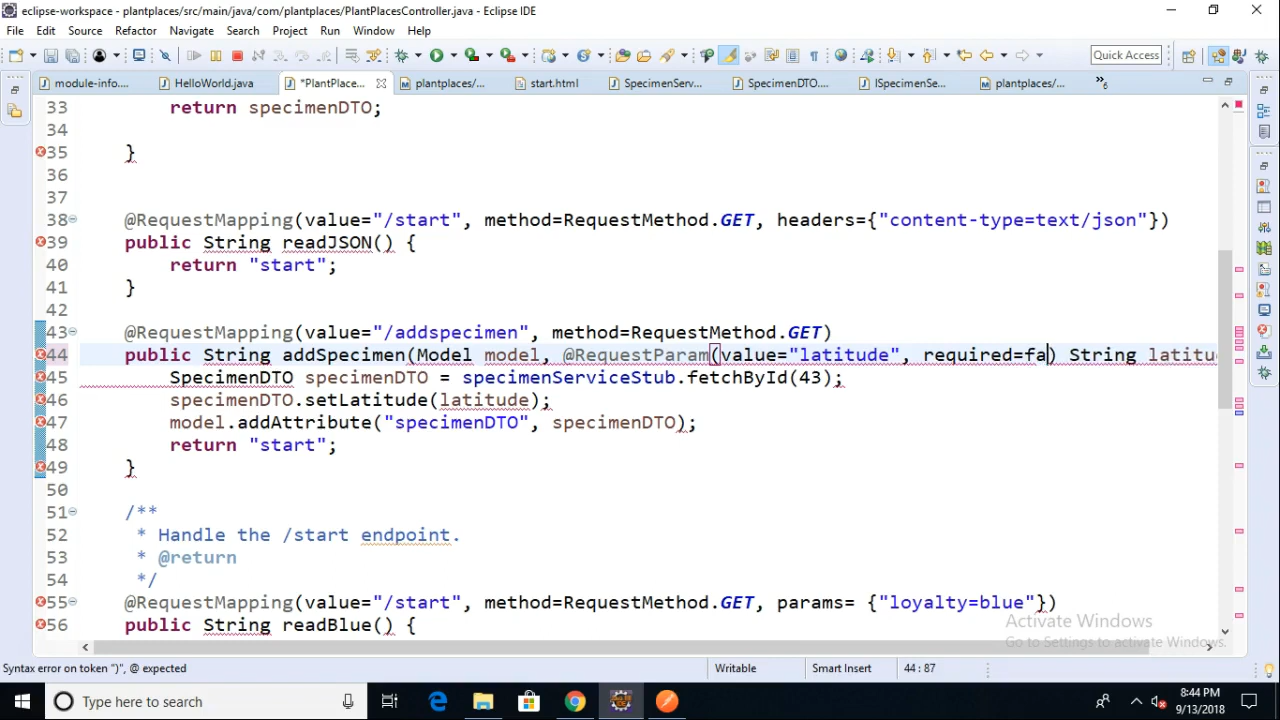 eclipse-workspace - plantplaces/src/main/java/com/plantplaces/PlantPlacesController.java - Eclipse IDE
File Edit Source Refactor Navigate Search Project Run Window Help
Quick Access
module-info.... HelloWorld.java *PlantPlace... plantplaces/... start.html SpecimenServ... SpecimenDTO.... ISpecimenSe... plantplaces/... »6
33 return specimenDTO;
34
35 }
36
37
38 @RequestMapping(value="/start", method=RequestMethod.GET, headers={"content-type=text/json"})
39 public String readJSON() {
40 return "start";
41 }
42
43 @RequestMapping(value="/addspecimen", method=RequestMethod.GET)
44 public String addSpecimen(Model model, @RequestParam(value="latitude", required=fa) String latitu
45 SpecimenDTO specimenDTO = specimenServiceStub.fetchById(43);
46 specimenDTO.setLatitude(latitude);
47 model.addAttribute("specimenDTO", specimenDTO);
48 return "start";
49 }
50
51 /**
52 * Handle the /start endpoint.
53 * @return
54 */
55 @RequestMapping(value="/start", method=RequestMethod.GET, params= {"loyalty=blue"})
56 public String readBlue() {
Activate Windows
Go to Settings to activate Windows.
Syntax error on token ")", @ expected Writable Smart Insert 44 : 87
Type here to search
8:44 PM
9/13/2018